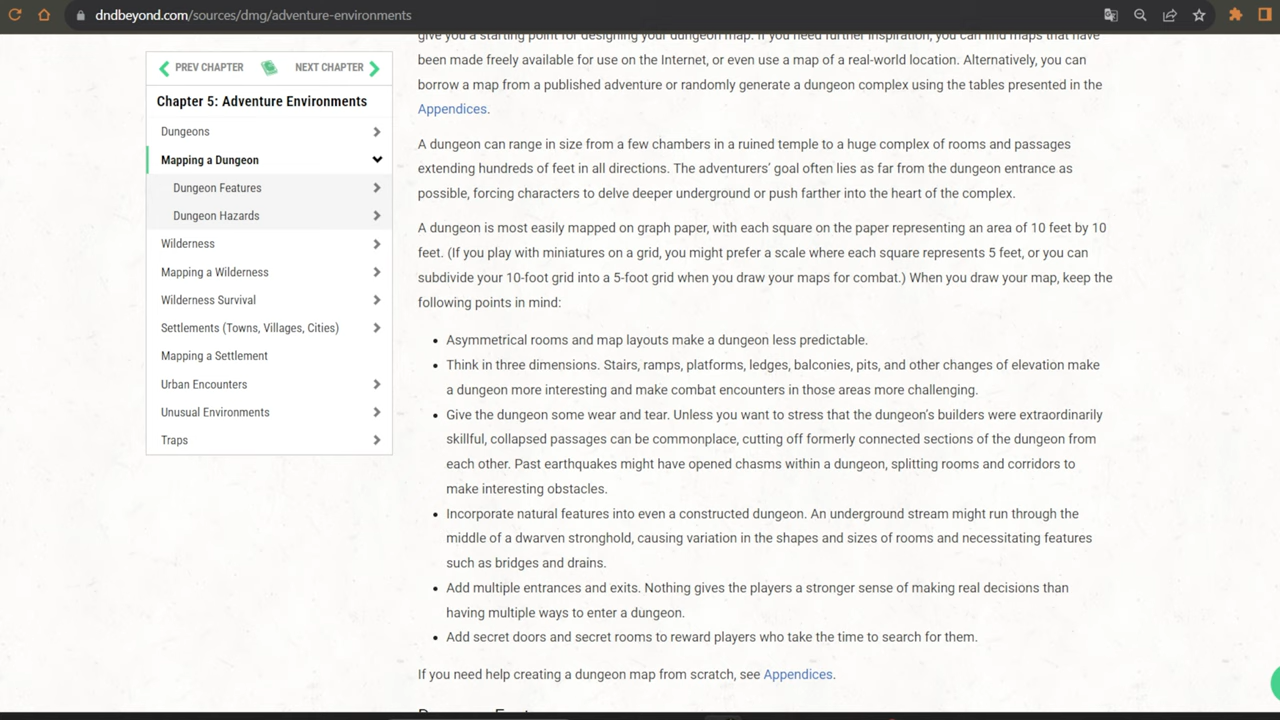 dndbeyond.com/sources/dmg/adventure-environments
PREV CHAPTER
NEXT CHAPTER
Chapter 5: Adventure Environments
Dungeons
Mapping a Dungeon
Dungeon Features
Dungeon Hazards
Wilderness
Mapping a Wilderness
Wilderness Survival
Settlements (Towns, Villages, Cities)
Mapping a Settlement
Urban Encounters
Unusual Environments
Traps
give you a starting point for designing your dungeon map. If you need further inspiration, you can find maps that have
been made freely available for use on the Internet, or even use a map of a real-world location. Alternatively, you can
borrow a map from a published adventure or randomly generate a dungeon complex using the tables presented in the
Appendices.
A dungeon can range in size from a few chambers in a ruined temple to a huge complex of rooms and passages
extending hundreds of feet in all directions. The adventurers’ goal often lies as far from the dungeon entrance as
possible, forcing characters to delve deeper underground or push farther into the heart of the complex.
A dungeon is most easily mapped on graph paper, with each square on the paper representing an area of 10 feet by 10
feet. (If you play with miniatures on a grid, you might prefer a scale where each square represents 5 feet, or you can
subdivide your 10-foot grid into a 5-foot grid when you draw your maps for combat.) When you draw your map, keep the
following points in mind:
• Asymmetrical rooms and map layouts make a dungeon less predictable.
• Think in three dimensions. Stairs, ramps, platforms, ledges, balconies, pits, and other changes of elevation make
a dungeon more interesting and make combat encounters in those areas more challenging.
• Give the dungeon some wear and tear. Unless you want to stress that the dungeon’s builders were extraordinarily
skillful, collapsed passages can be commonplace, cutting off formerly connected sections of the dungeon from
each other. Past earthquakes might have opened chasms within a dungeon, splitting rooms and corridors to
make interesting obstacles.
• Incorporate natural features into even a constructed dungeon. An underground stream might run through the
middle of a dwarven stronghold, causing variation in the shapes and sizes of rooms and necessitating features
such as bridges and drains.
• Add multiple entrances and exits. Nothing gives the players a stronger sense of making real decisions than
having multiple ways to enter a dungeon.
• Add secret doors and secret rooms to reward players who take the time to search for them.
If you need help creating a dungeon map from scratch, see Appendices.